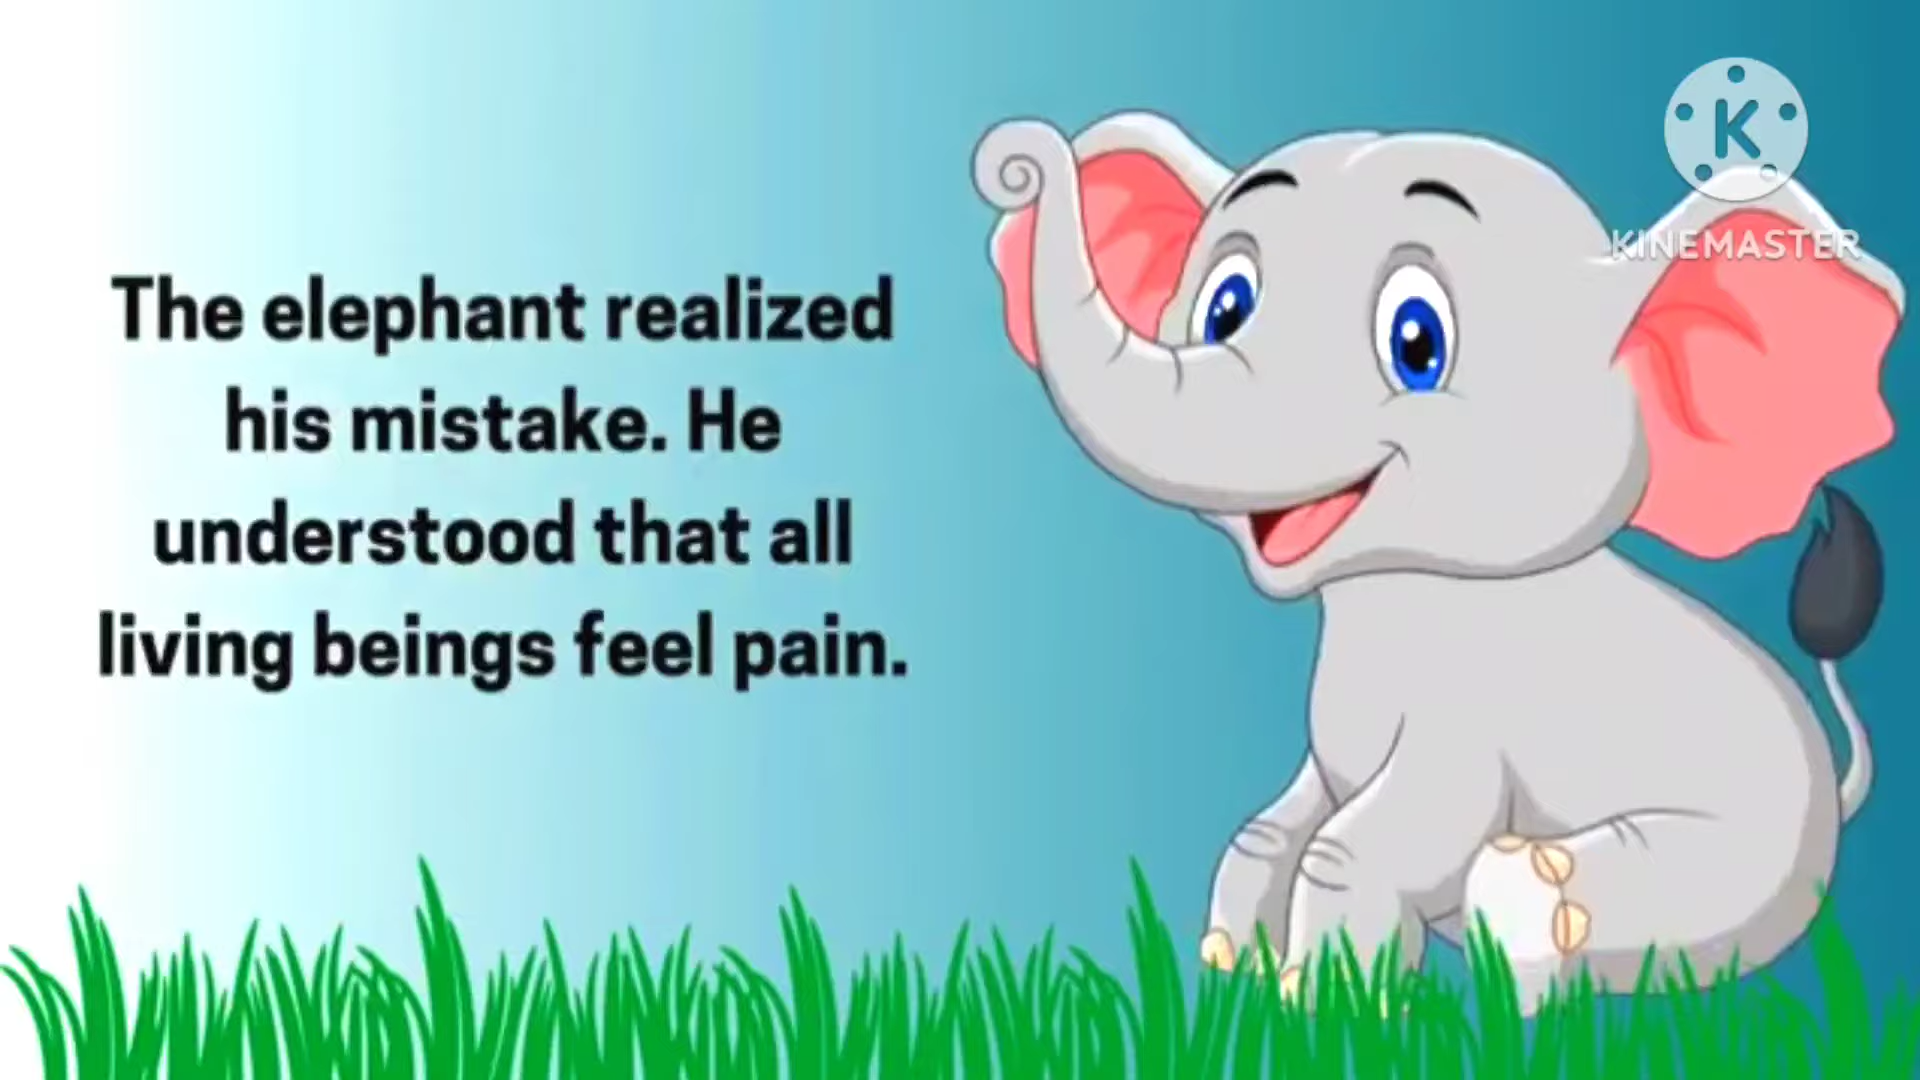 K
KINEMASTER
The elephant realized
his mistake. He
understood that all
living beings feel pain.